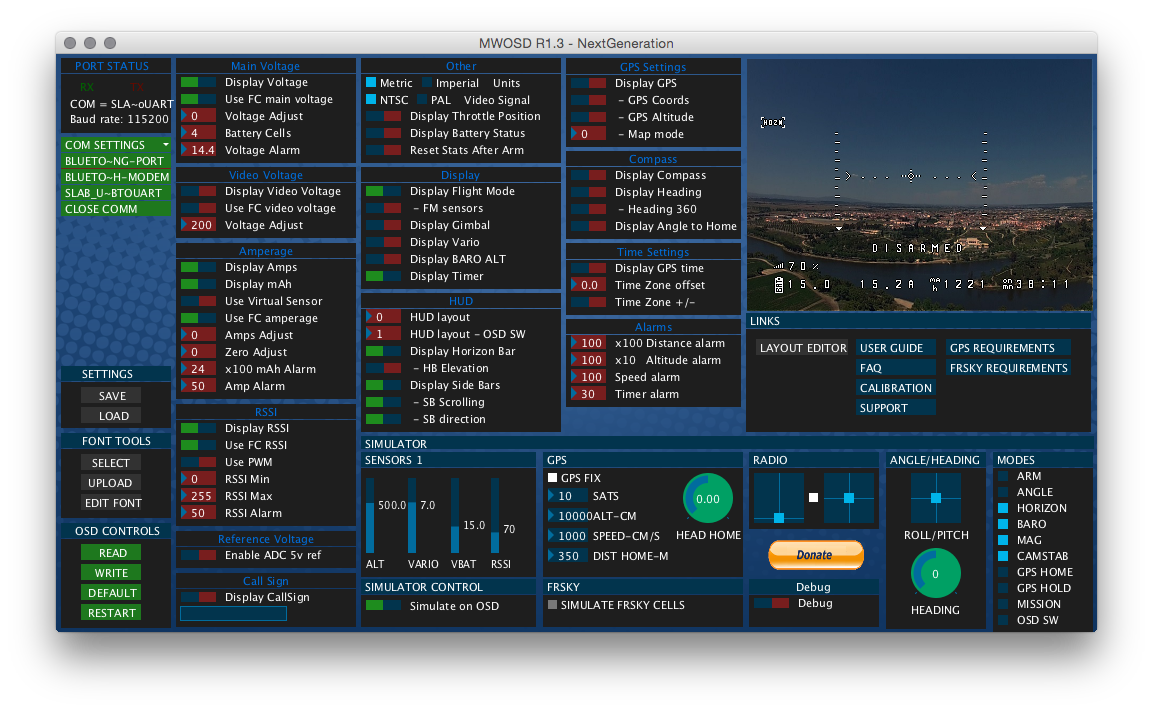 MWOSD R1.3 - NextGeneration
PORT STATUS
RX
COM = SLA~oUART
Baud rate: 115200
COM SETTINGS
BLUETO~NG-PORT
BLUETO~H-MODEM
SLAB_U~BTOUART
CLOSE COMM
SETTINGS
SAVE
LOAD
FONT TOOLS
SELECT
UPLOAD
EDIT FONT
OSD CONTROLS
READ
WRITE
DEFAULT
RESTART
Main Voltage
Display Voltage
Use FC main voltage
0 Voltage Adjust
4 Battery Cells
14.4 Voltage Alarm
Video Voltage
Display Video Voltage
Use FC video voltage
200 Voltage Adjust
Amperage
Display Amps
Display mAh
Use Virtual Sensor
Use FC amperage
0 Amps Adjust
0 Zero Adjust
24 x100 mAh Alarm
50 Amp Alarm
RSSI
Display RSSI
Use FC RSSI
Use PWM
0 RSSI Min
255 RSSI Max
50 RSSI Alarm
Reference Voltage
Enable ADC 5v ref
Call Sign
Display CallSign
Other
Metric Imperial Units
NTSC PAL Video Signal
Display Throttle Position
Display Battery Status
Reset Stats After Arm
Display
Display Flight Mode
- FM sensors
Display Gimbal
Display Vario
Display BARO ALT
Display Timer
HUD
0 HUD layout
1 HUD layout - OSD SW
Display Horizon Bar
- HB Elevation
Display Side Bars
- SB Scrolling
- SB direction
GPS Settings
Display GPS
- GPS Coords
- GPS Altitude
0 - Map mode
Compass
Display Compass
Display Heading
- Heading 360
Display Angle to Home
Time Settings
Display GPS time
0.0 Time Zone offset
Time Zone +/-
Alarms
100 x100 Distance alarm
100 x10 Altitude alarm
100 Speed alarm
30 Timer alarm
HOZN
DISARMED
70 %
15.0 15.2A mAh 1221 on mn 38:11
LINKS
LAYOUT EDITOR USER GUIDE GPS REQUIREMENTS
FAQ FRSKY REQUIREMENTS
CALIBRATION
SUPPORT
SIMULATOR
SENSORS 1
500.0 7.0 15.0 70
ALT VARIO VBAT RSSI
SIMULATOR CONTROL
Simulate on OSD
GPS
GPS FIX
10 SATS
10000 ALT-CM
1000 SPEED-CM/S
350 DIST HOME-M
0.00
HEAD HOME
FRSKY
SIMULATE FRSKY CELLS
RADIO
Donate
Debug
Debug
ANGLE/HEADING
ROLL/PITCH
0
HEADING
MODES
ARM
ANGLE
HORIZON
BARO
MAG
CAMSTAB
GPS HOME
GPS HOLD
MISSION
OSD SW